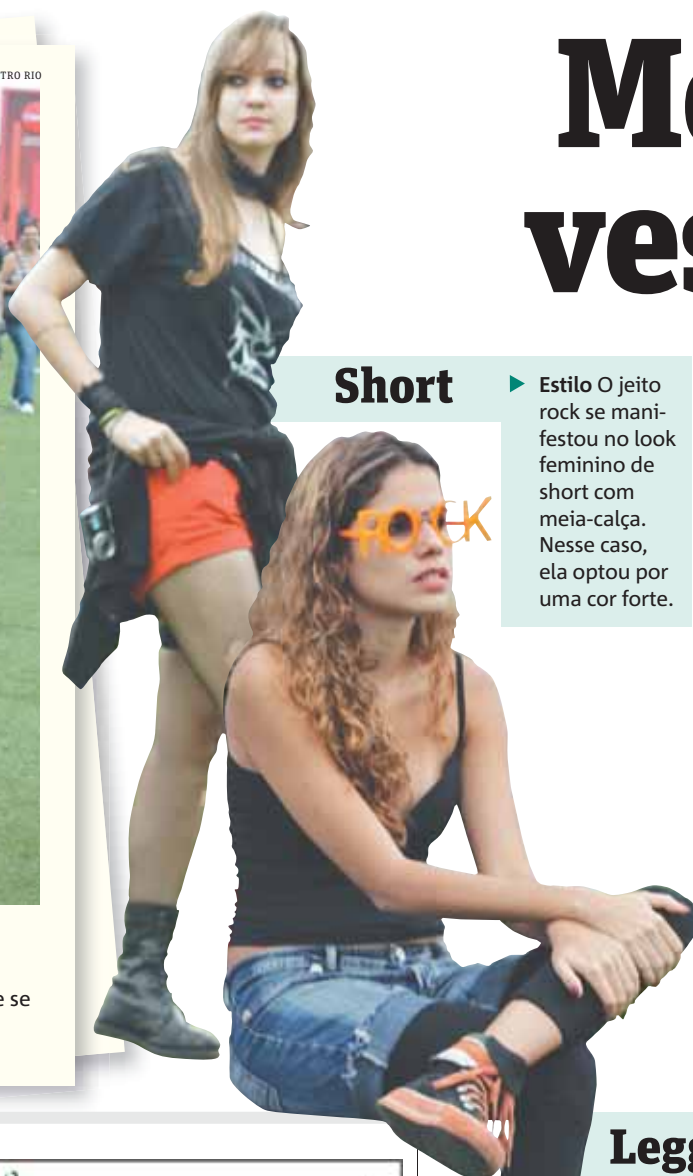 TRO RIO
Mo
ves
Short
▶ Estilo O jeito
rock se mani-
festou no look
feminino de
short com
meia-calça.
Nesse caso,
ela optou por
uma cor forte.
ROCK
e se
Legg